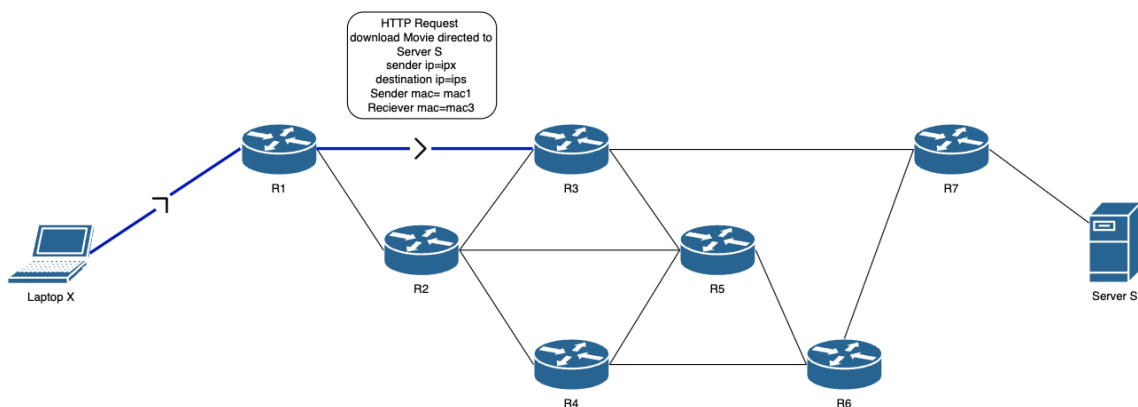 HTTP Request
download Movie directed to
Server S
sender ip=ipx
destination ip=ips
Sender mac= mac1
Reciever mac=mac3
R1
R3
R7
R2
R5
Laptop X
Server S
R4
R6